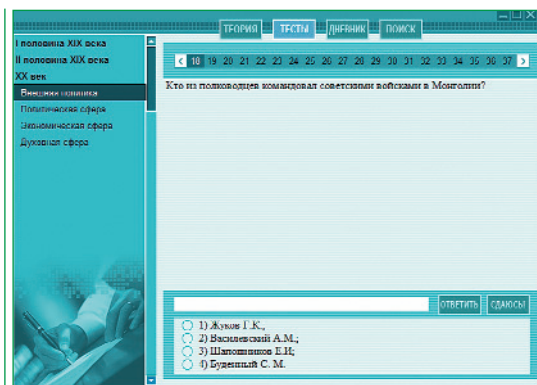 ТЕОРИЯ ТЕСТЫ ДНЕВНИК ПОИСК
I половина XIX века
II половина XIX века
XX век
Внешняя политика
Политическая сфера
Экономическая сфера
Духовная сфера
18 19 20 21 22 23 24 25 26 27 28 29 30 31 32 33 34 35 36 37
Кто из полководцев командовал советскими войсками в Монголии?
ОТВЕТИТЬ СДАЮСЬ!
1) Жуков Г.К.,
2) Василевский А.М.;
3) Шапошников Б.И;
4) Буденный С. М.